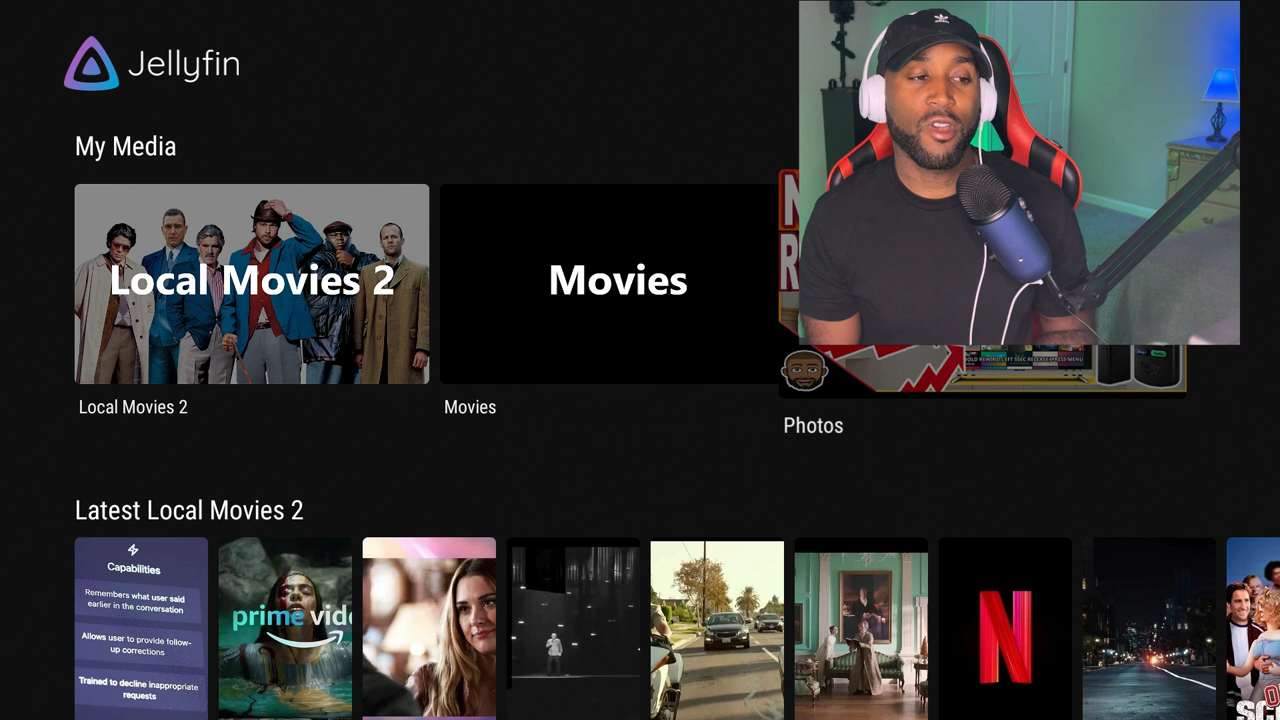 Jellyfin
My Media
Local Movies 2
Movies
Local Movies 2
Movies
Photos
Latest Local Movies 2
Capabilities
Remembers what user said
earlier in the conversation
Allows user to provide follow-
up corrections
Trained to decline inappropriate
requests
prime vide
N